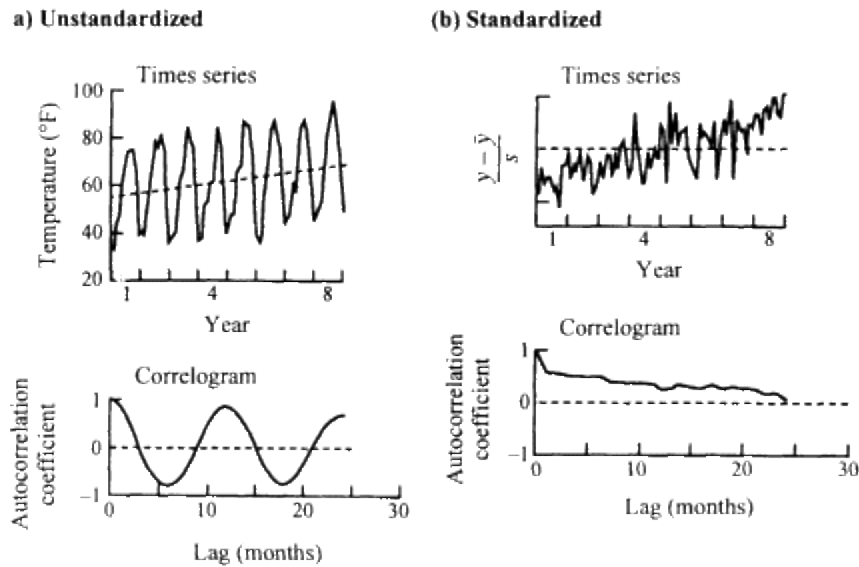 a) Unstandardized
Times series
Temperature (°F)
100
80
60
40
20
1
4
8
Year
Correlogram
Autocorrelation
coefficient
1
0
−1
0
10
20
30
Lag (months)
(b) Standardized
Times series
y − ȳ
s
1
4
8
Year
Correlogram
Autocorrelation
coefficient
1
0
−1
0
10
20
30
Lag (months)